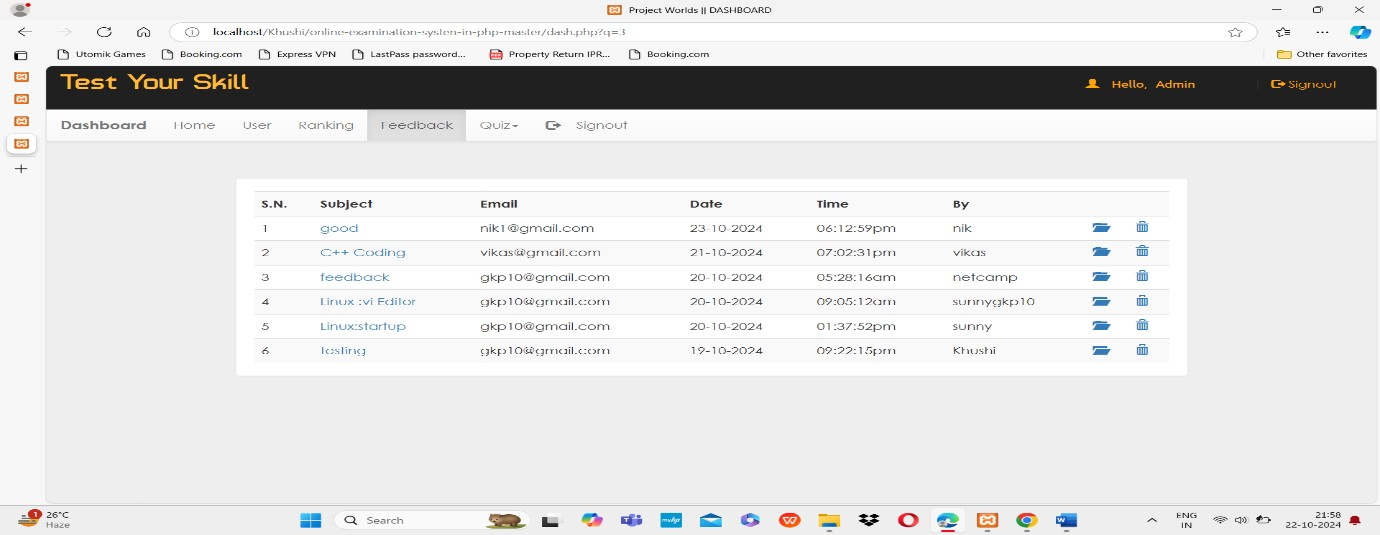 Project Worlds || DASHBOARD
localhost/Khushi/online-examination-systen-in-php-master/dash.php?q=3
Utomik Games Booking.com Express VPN LastPass password... Property Return IPR... Booking.com Other favorites
Test Your Skill Hello, Admin Signout
Dashboard Home User Ranking Feedback Quiz Signout
S.N. Subject Email Date Time By
1 good nik1@gmail.com 23-10-2024 06:12:59pm nik
2 C++ Coding vikas@gmail.com 21-10-2024 07:02:31pm vikas
3 feedback gkp10@gmail.com 20-10-2024 05:28:16am netcamp
4 Linux :vi Editor gkp10@gmail.com 20-10-2024 09:05:12am sunnygkp10
5 Linux:startup gkp10@gmail.com 20-10-2024 01:37:52pm sunny
6 testing gkp10@gmail.com 19-10-2024 09:22:15pm Khushi
1 26°C Search ENG 21:58
Haze IN 22-10-2024